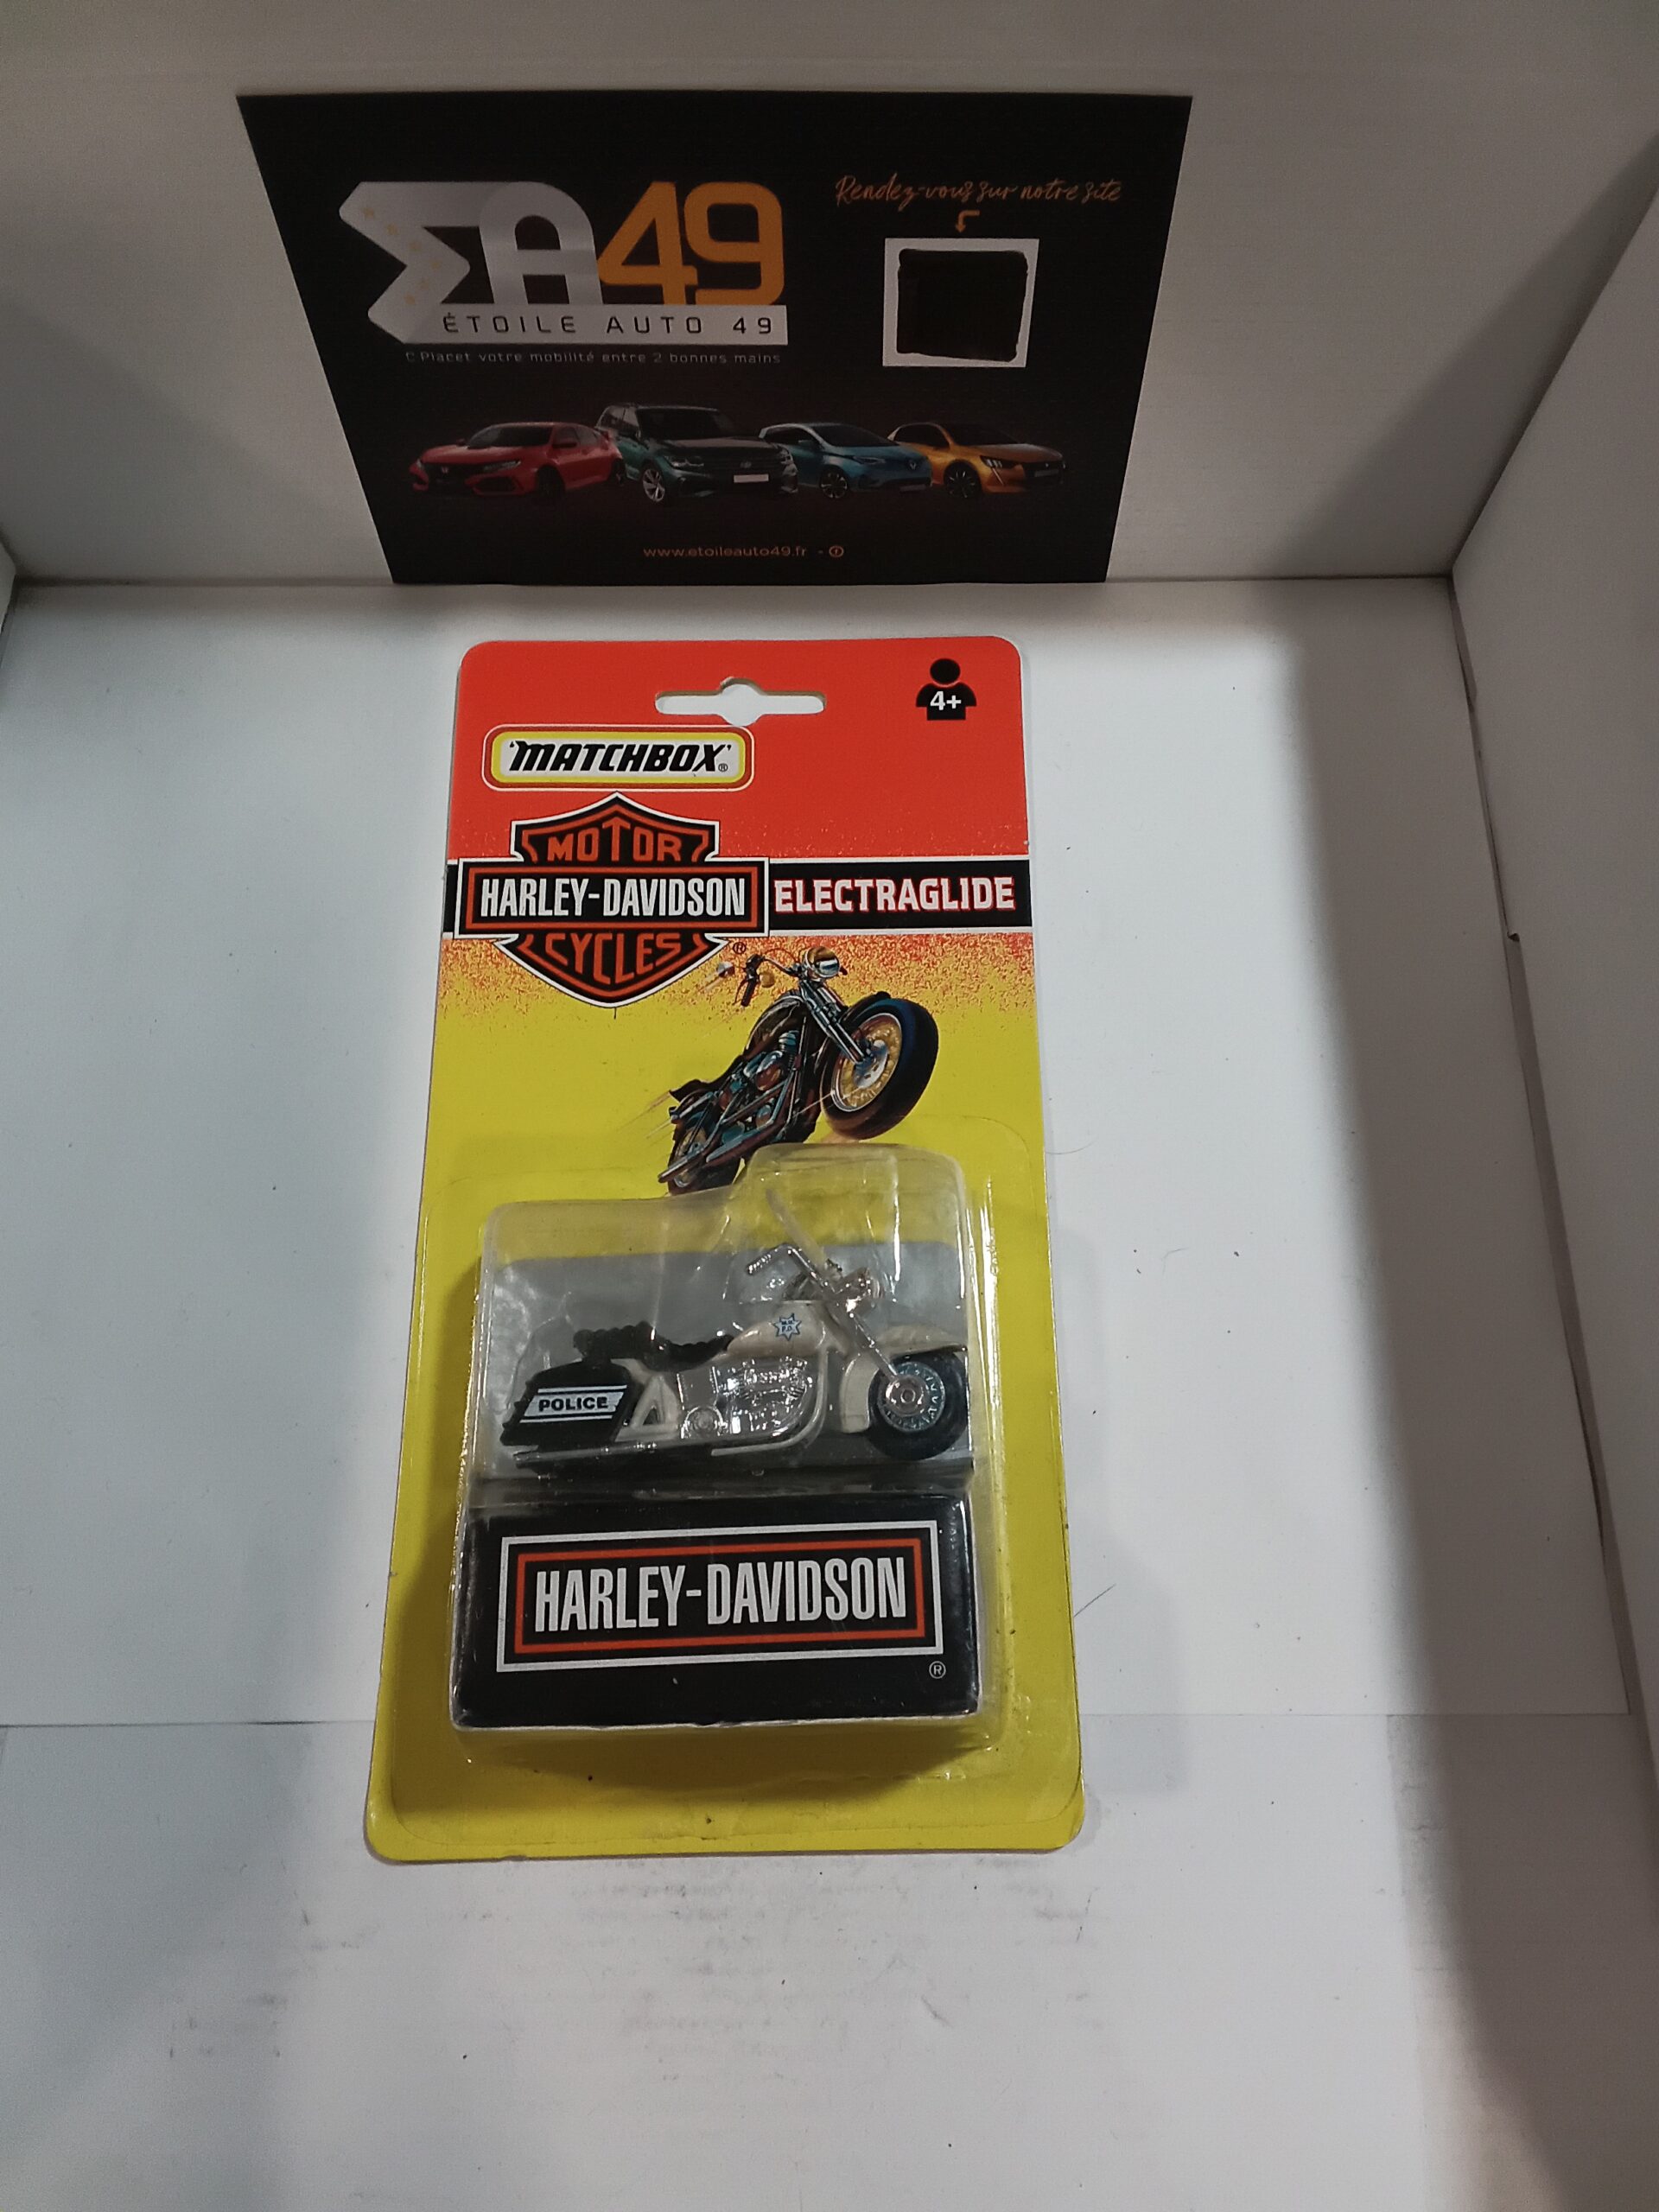 EA49
Rendez-vous sur notre site
ÉTOILE AUTO 49
C Placet votre mobilité entre 2 bonnes mains
www.etoileauto49.fr -
4+
'MATCHBOX'®
MOTOR
HARLEY-DAVIDSON
CYCLES®
ELECTRAGLIDE
POLICE
HARLEY-DAVIDSON
®